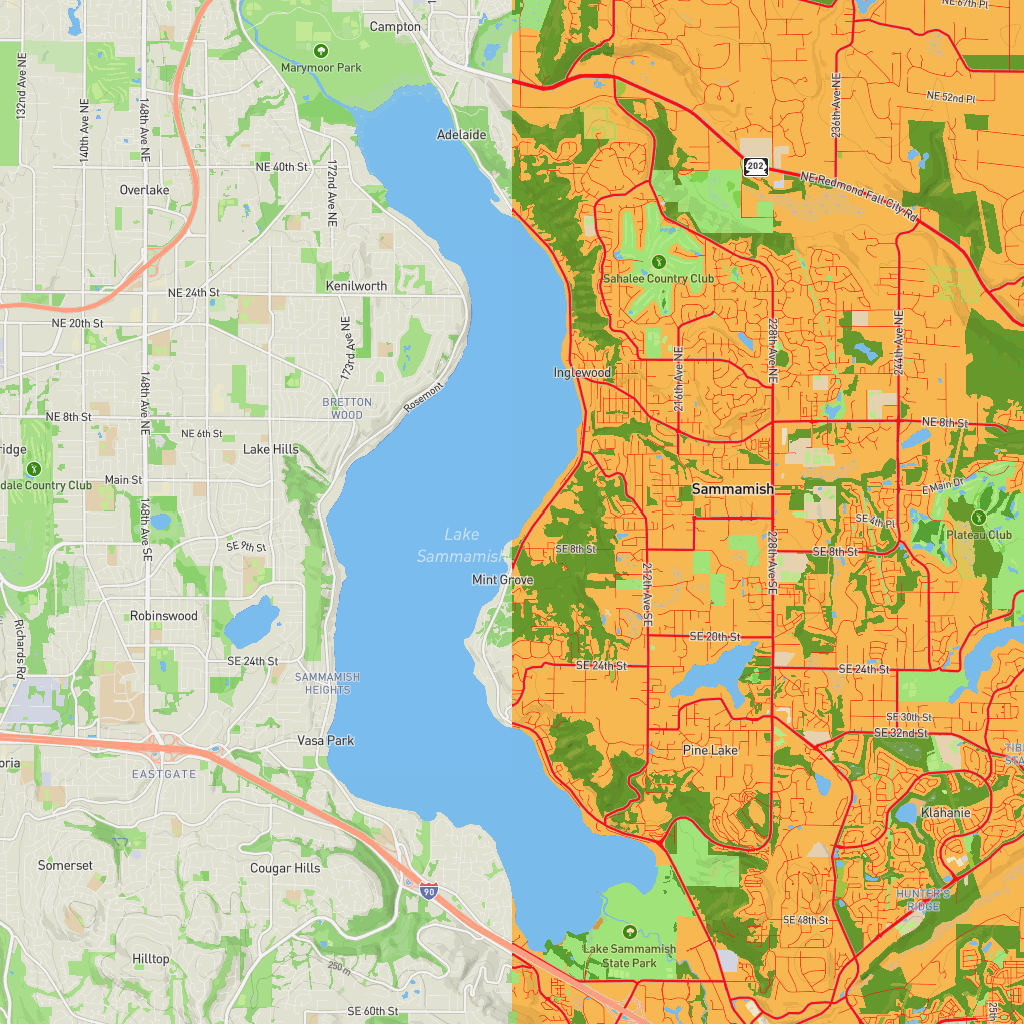 NE 67th Pl
Campton
Marymoor Park
132nd Ave NE
140th Ave NE
148th Ave NE
NE 52nd Pl
236th Ave NE
Adelaide
NE 40th St
172nd Ave NE
202
NE Redmond Fall City Rd
Overlake
Sahalee Country Club
Kenilworth
NE 24th St
NE 20th St
173rd Ave NE
228th Ave NE
244th Ave NE
216th Ave NE
Inglewood
148th Ave NE
Rosemont
BRETTON
WOOD
NE 8th St
NE 8th St
NE 6th St
ridge
Lake Hills
dale Country Club
Main St
Sammamish
E Main Dr
148th Ave SE
SE 4th Pl
Plateau Club
Lake
Sammamish
SE 9th St
SE 8th St
228th Ave SE
SE 8th St
Mint Grove
212th Ave SE
Robinswood
Richards Rd
SE 20th St
SE 24th St
SE 24th St
SE 24th St
SAMMAMISH
HEIGHTS
SE 30th St
SE 32nd St
Vasa Park
Pine Lake
TIB
STA
oria
EASTGATE
Klahanie
Somerset
Cougar Hills
90
HUNTER'S
RIDGE
SE 48th St
Lake Sammamish
State Park
Hilltop
250 m
SE 60th St